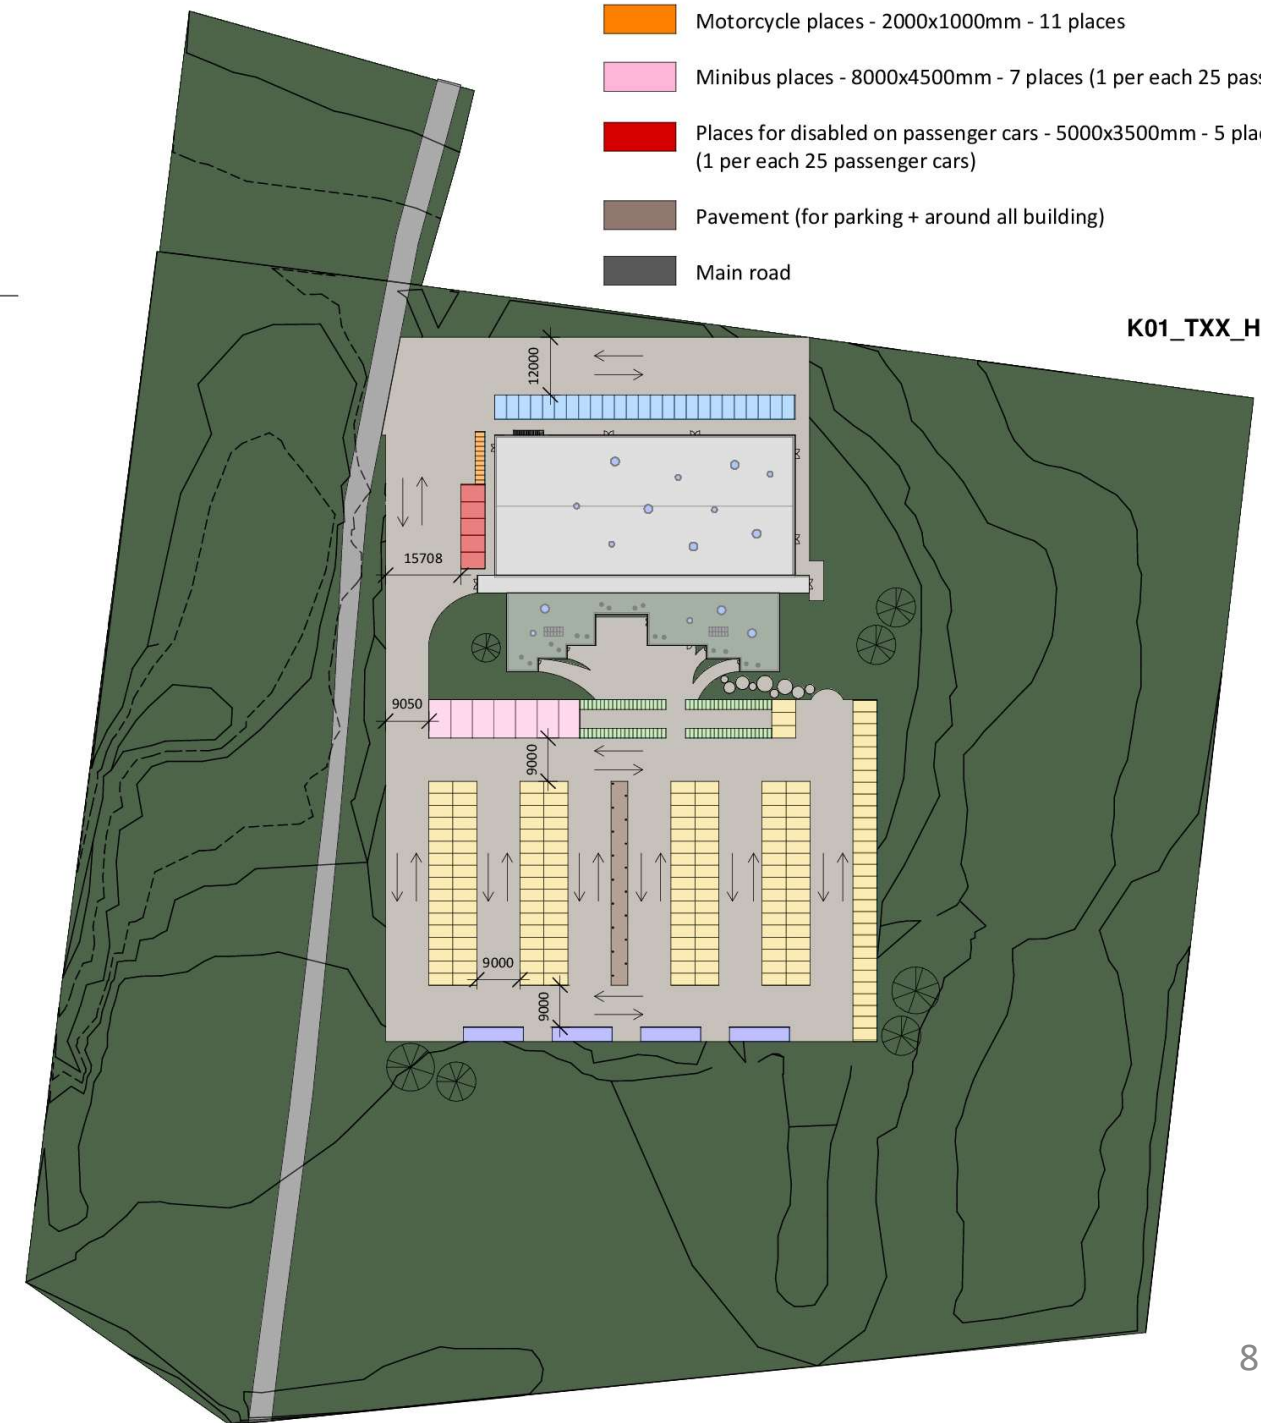 Motorcycle places - 2000x1000mm - 11 places
Minibus places - 8000x4500mm - 7 places (1 per each 25
Places for disabled on passenger cars - 5000x3500mm - 5
(1 per each 25 passenger cars)
Pavement (for parking + around all building)
Main road
K01_TXX_H
12000
15708
9050
9000
9000
9000
8